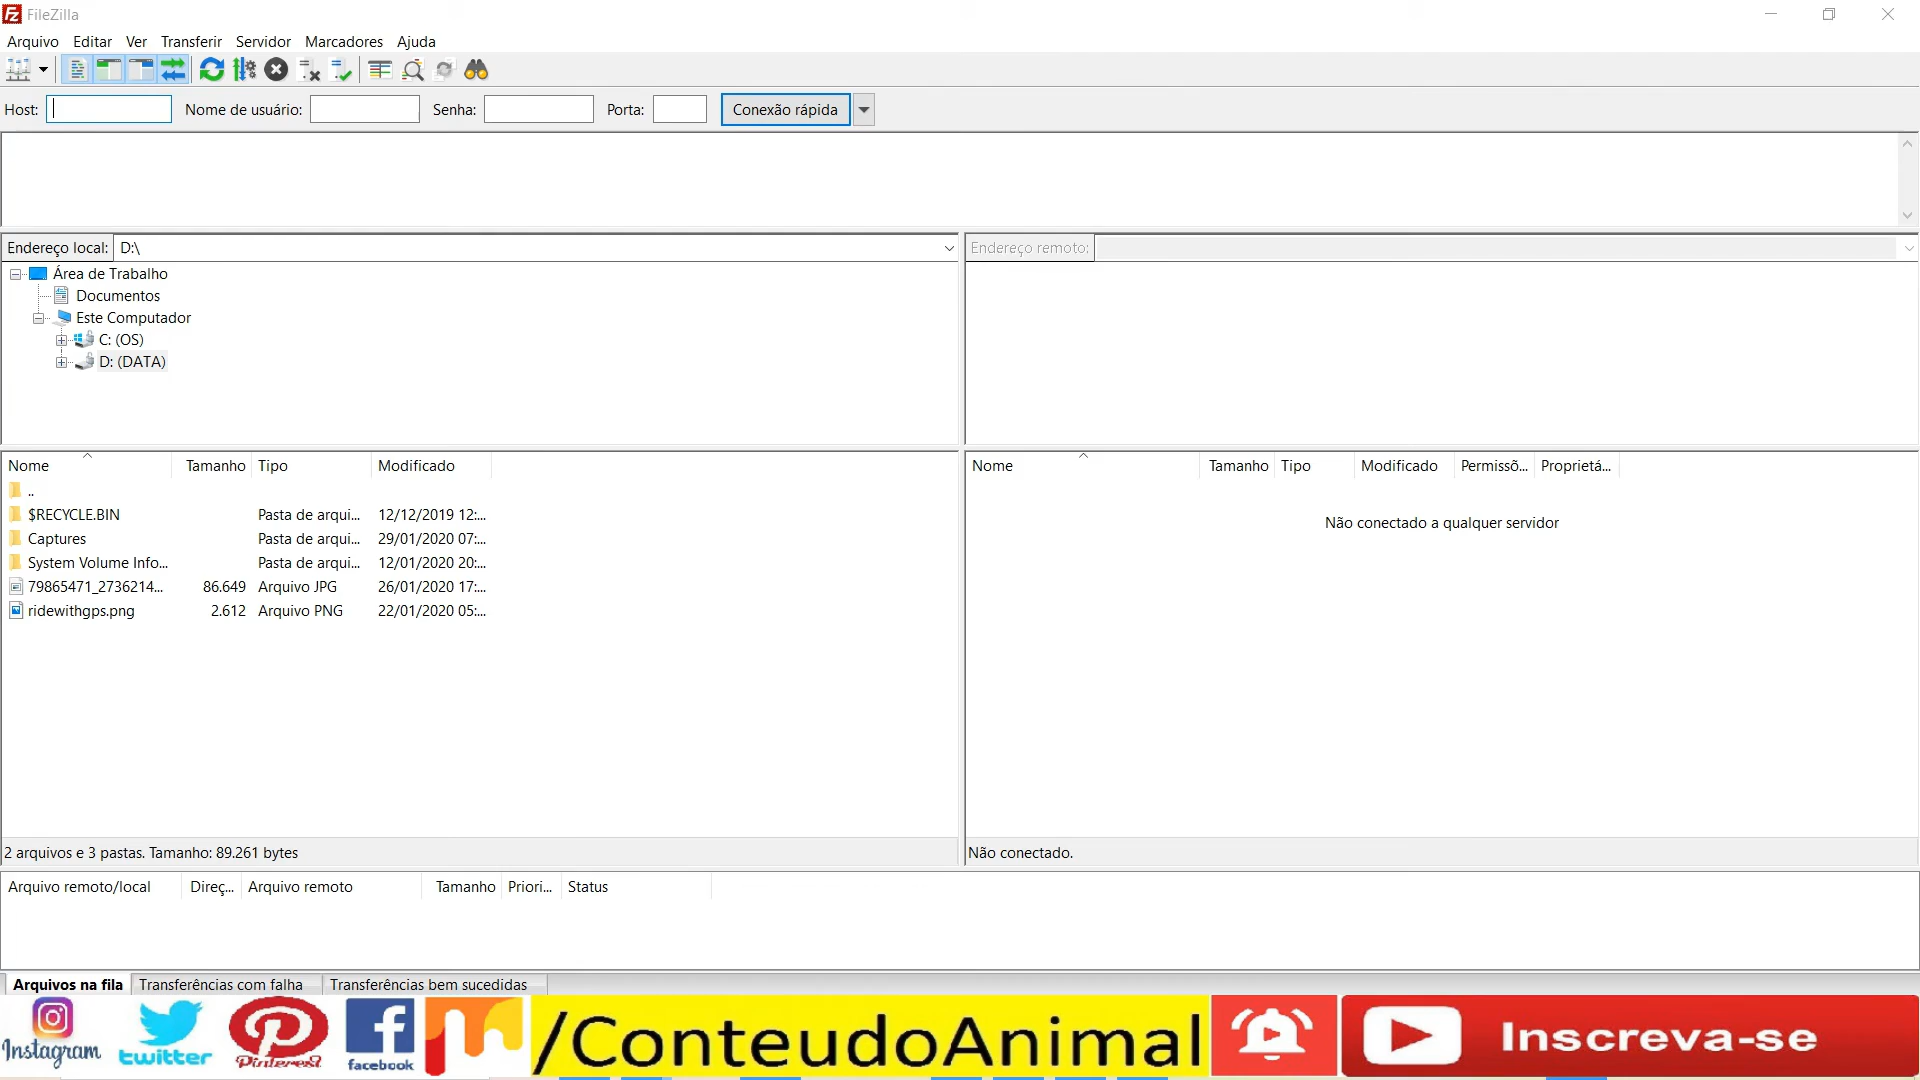 FileZilla
Arquivo Editar Ver Transferir Servidor Marcadores Ajuda
Host: Nome de usuário: Senha: Porta: Conexão rápida
Endereço local: D:\
Endereço remoto:
Área de Trabalho
Documentos
Este Computador
C: (OS)
D: (DATA)
Nome Tamanho Tipo Modificado
..
$RECYCLE.BIN Pasta de arqui... 12/12/2019 12:...
Captures Pasta de arqui... 29/01/2020 07:...
System Volume Info... Pasta de arqui... 12/01/2020 20:...
79865471_2736214... 86.649 Arquivo JPG 26/01/2020 17:...
ridewithgps.png 2.612 Arquivo PNG 22/01/2020 05:...
2 arquivos e 3 pastas. Tamanho: 89.261 bytes
Nome Tamanho Tipo Modificado Permissõ... Proprietá...
Não conectado a qualquer servidor
Não conectado.
Arquivo remoto/local Direç... Arquivo remoto Tamanho Priori... Status
Arquivos na fila Transferências com falha Transferências bem sucedidas
Instagram
twitter
Pinterest
facebook
/ConteudoAnimal
Inscreva-se